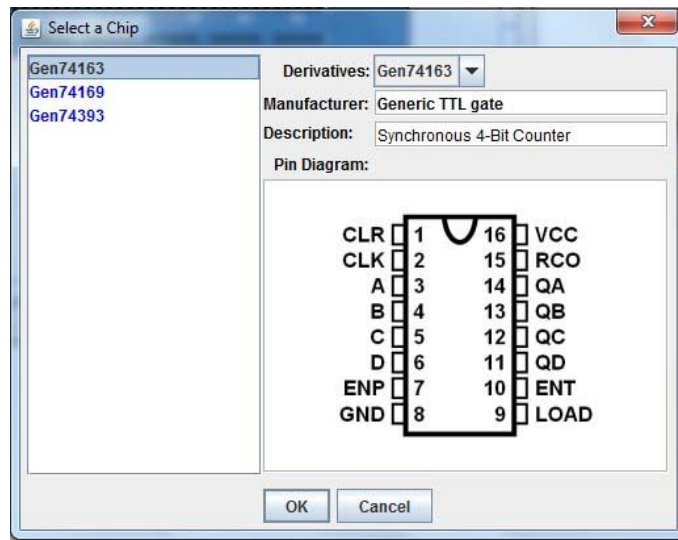 Select a Chip
Gen74163
Gen74169
Gen74393
Derivatives: Gen74163
Manufacturer: Generic TTL gate
Description: Synchronous 4-Bit Counter
Pin Diagram:
CLR 1 16 VCC
CLK 2 15 RCO
A 3 14 QA
B 4 13 QB
C 5 12 QC
D 6 11 QD
ENP 7 10 ENT
GND 8 9 LOAD
OK Cancel